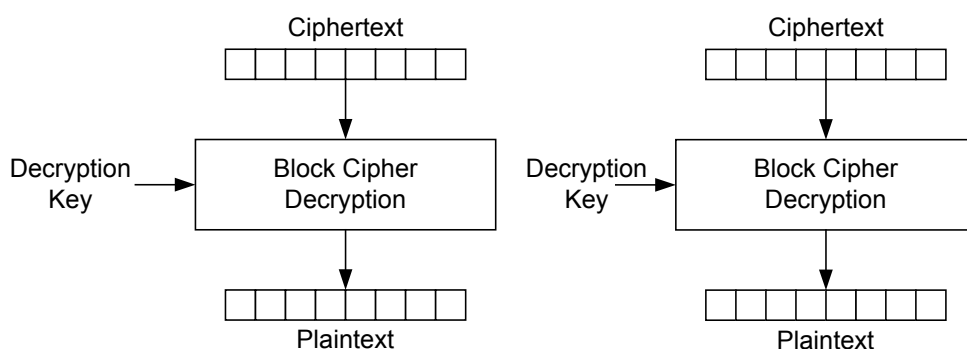 Ciphertext
Decryption
Key
Block Cipher
Decryption
Plaintext
Ciphertext
Decryption
Key
Block Cipher
Decryption
Plaintext